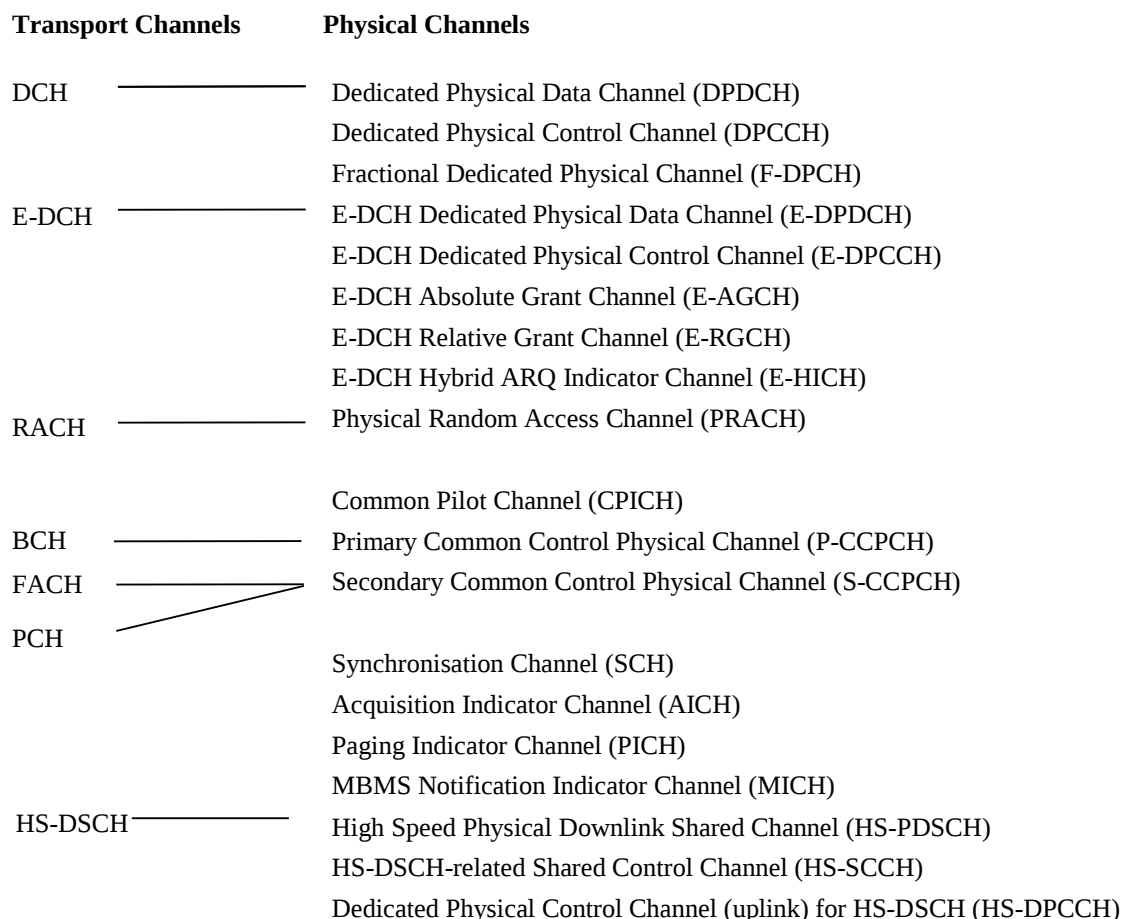 Transport Channels Physical Channels
DCH Dedicated Physical Data Channel (DPDCH)
Dedicated Physical Control Channel (DPCCH)
Fractional Dedicated Physical Channel (F-DPCH)
E-DCH E-DCH Dedicated Physical Data Channel (E-DPDCH)
E-DCH Dedicated Physical Control Channel (E-DPCCH)
E-DCH Absolute Grant Channel (E-AGCH)
E-DCH Relative Grant Channel (E-RGCH)
E-DCH Hybrid ARQ Indicator Channel (E-HICH)
RACH Physical Random Access Channel (PRACH)
Common Pilot Channel (CPICH)
BCH Primary Common Control Physical Channel (P-CCPCH)
FACH Secondary Common Control Physical Channel (S-CCPCH)
PCH
Synchronisation Channel (SCH)
Acquisition Indicator Channel (AICH)
Paging Indicator Channel (PICH)
MBMS Notification Indicator Channel (MICH)
HS-DSCH High Speed Physical Downlink Shared Channel (HS-PDSCH)
HS-DSCH-related Shared Control Channel (HS-SCCH)
Dedicated Physical Control Channel (uplink) for HS-DSCH (HS-DPCCH)